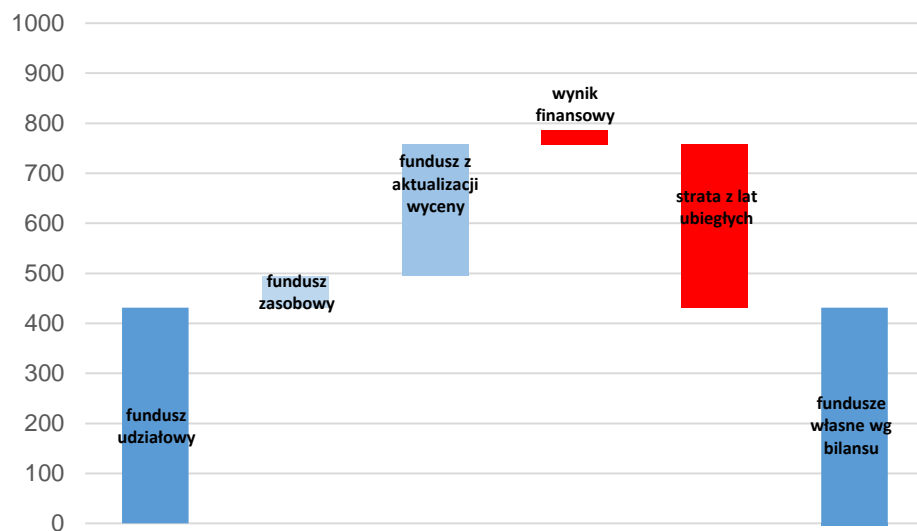 1000
900
800
700
600
500
400
300
200
100
0
fundusz
udziałowy
fundusz
zasobowy
fundusz z
aktualizacji
wyceny
wynik
finansowy
strata z lat
ubiegłych
fundusze
własne wg
bilansu